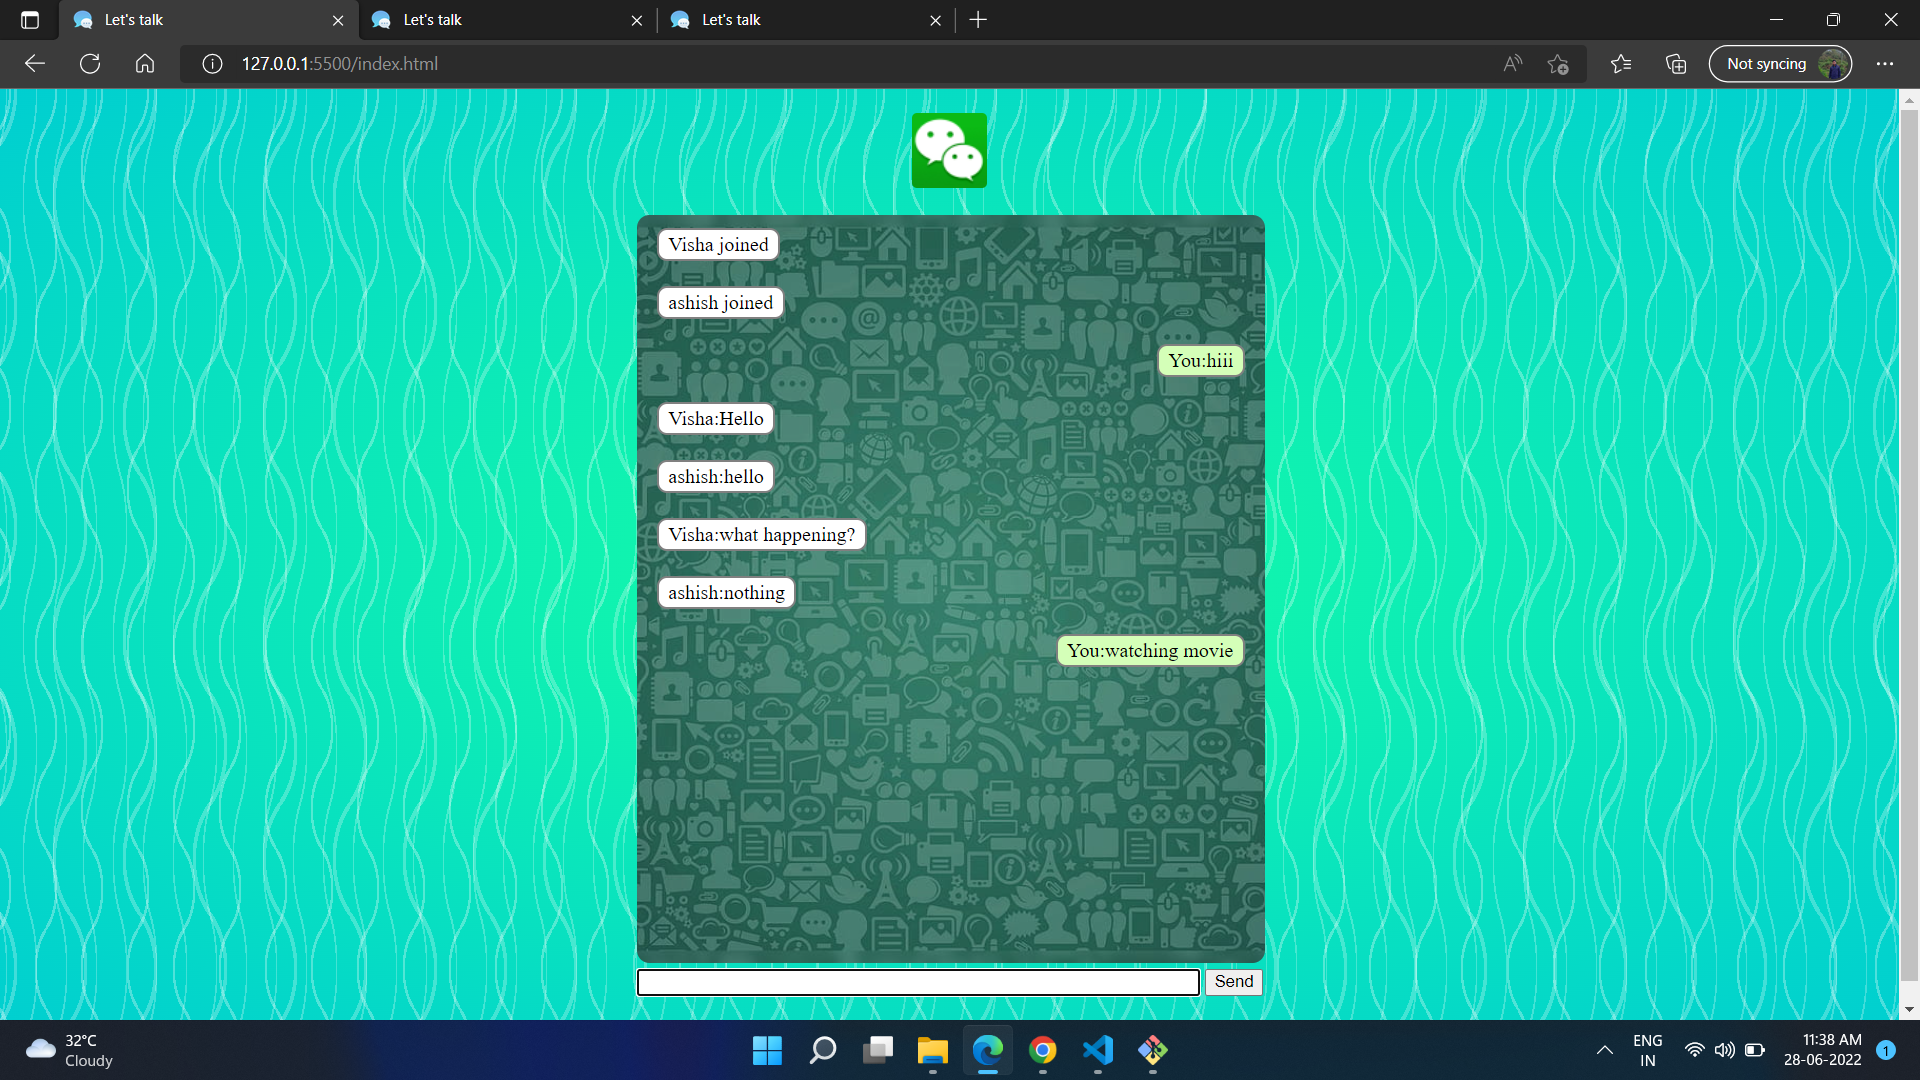 Let's talk
Let's talk
Let's talk
127.0.0.1:5500/index.html
Not syncing
Visha joined
ashish joined
You:hiii
Visha:Hello
ashish:hello
Visha:what happening?
ashish:nothing
You:watching movie
Send
32°C
Cloudy
ENG
IN
11:38 AM
28-06-2022
1